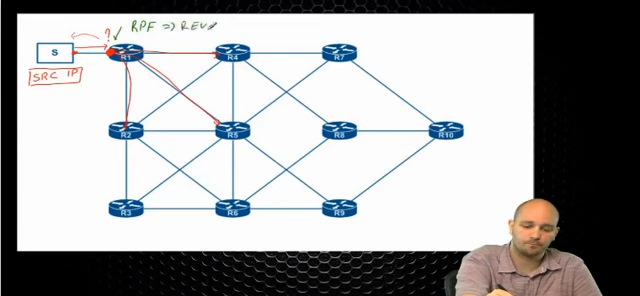 ? ✓ RPF => REV
S
SRC IP
R1
R4
R7
R2
R5
R8
R10
R3
R6
R9